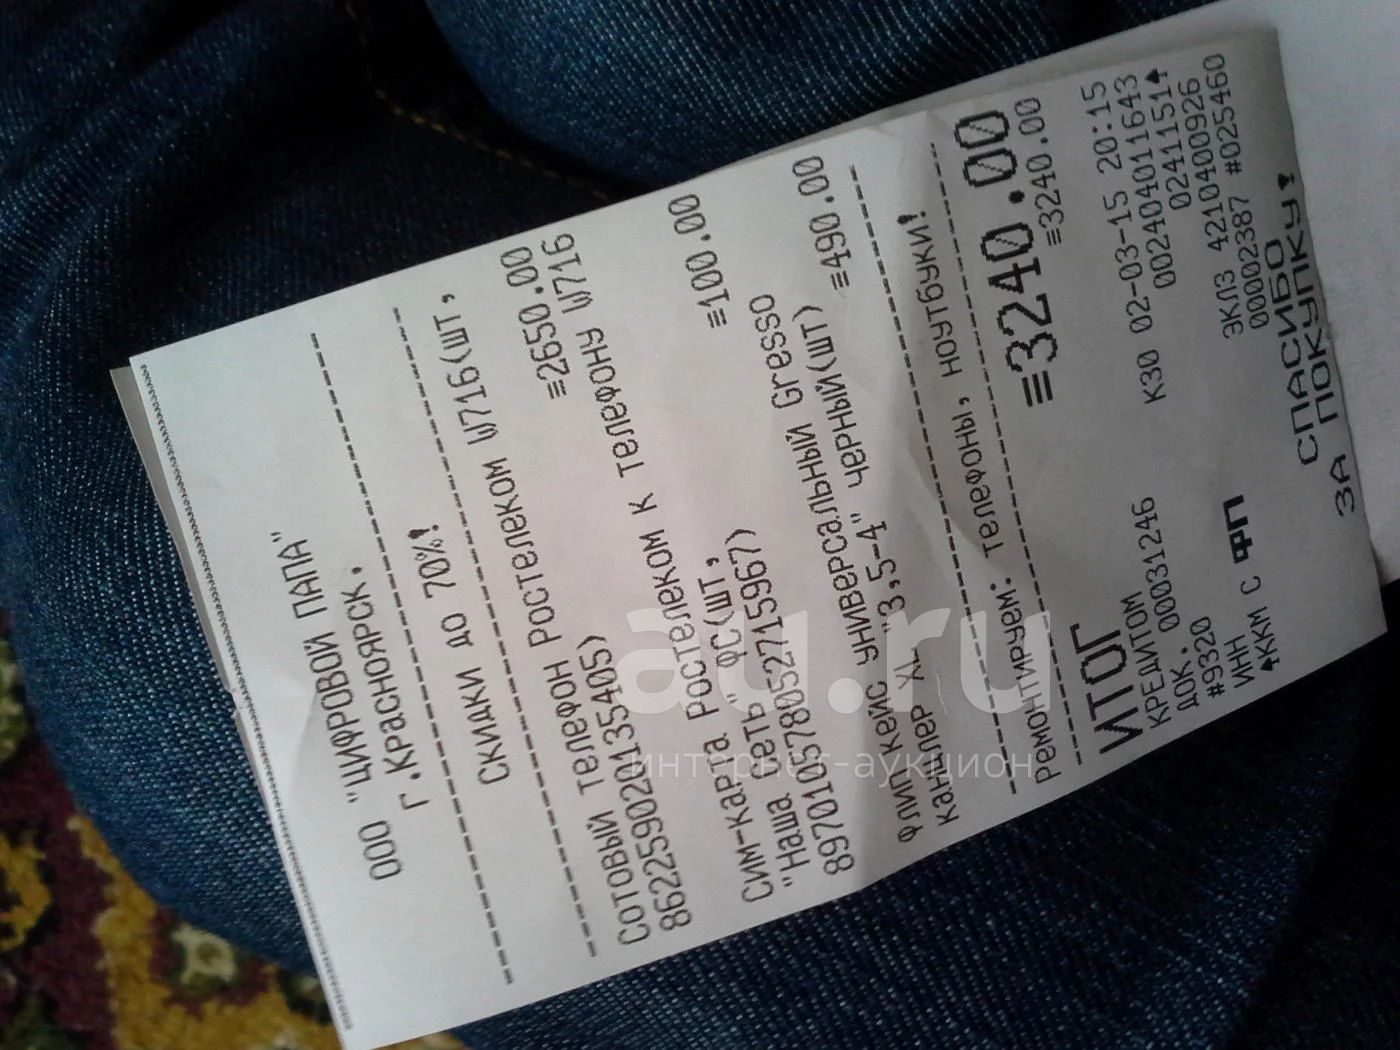 ООО "ЦИФРОВОЙ ПАПА"
г.Красноярск.
Скидки до 70%!
Сотовый телефон Ростелеком W716(шт,
862259020135405)
≡2650.00
Сим-карта Ростелеком к телефону W716
"Наша Сеть" ФС(шт,
8970110578052715967)
≡100.00
Флип кейс универсальный Gresso
Канцлер XL "3,5-4" черный(шт)
≡490.00
Ремонтируем: телефоны, ноутбуки!
ИТОГ ≡3240.00
КРЕДИТОМ ≡3240.00
ДОК. 00031246 К30 02-03-15 20:15
#9320 002404011643
ИНН 02411514
ККМ С ФП ЭКЛЗ 4210400926
00002387 #025460
СПАСИБО
ЗА ПОКУПКУ!
au.ru
интернет-аукцион